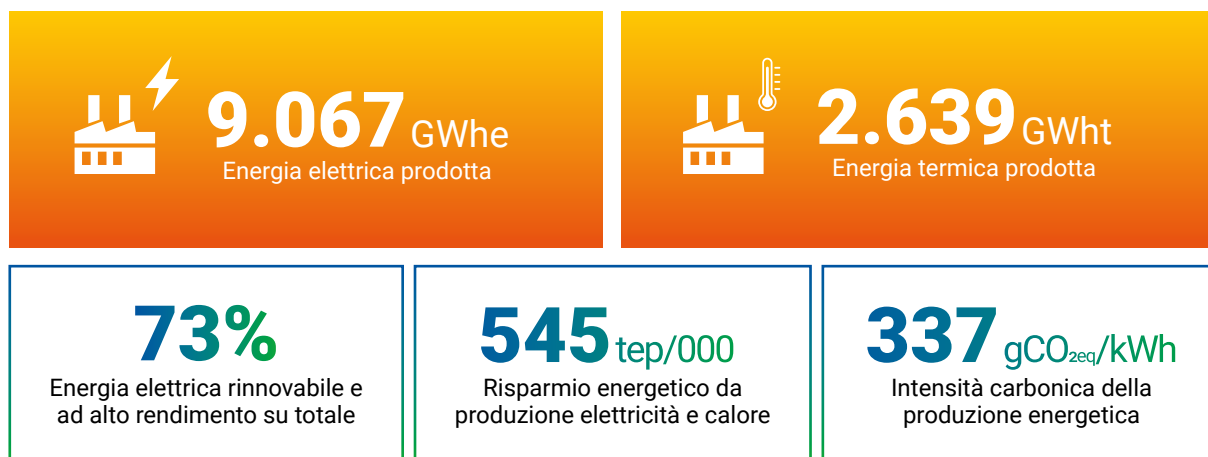 9.067 GWhe
Energia elettrica prodotta
2.639 GWht
Energia termica prodotta
73%
Energia elettrica rinnovabile e
ad alto rendimento su totale
545 tep/000
Risparmio energetico da
produzione elettricità e calore
337 gCO₂eq/kWh
Intensità carbonica della
produzione energetica